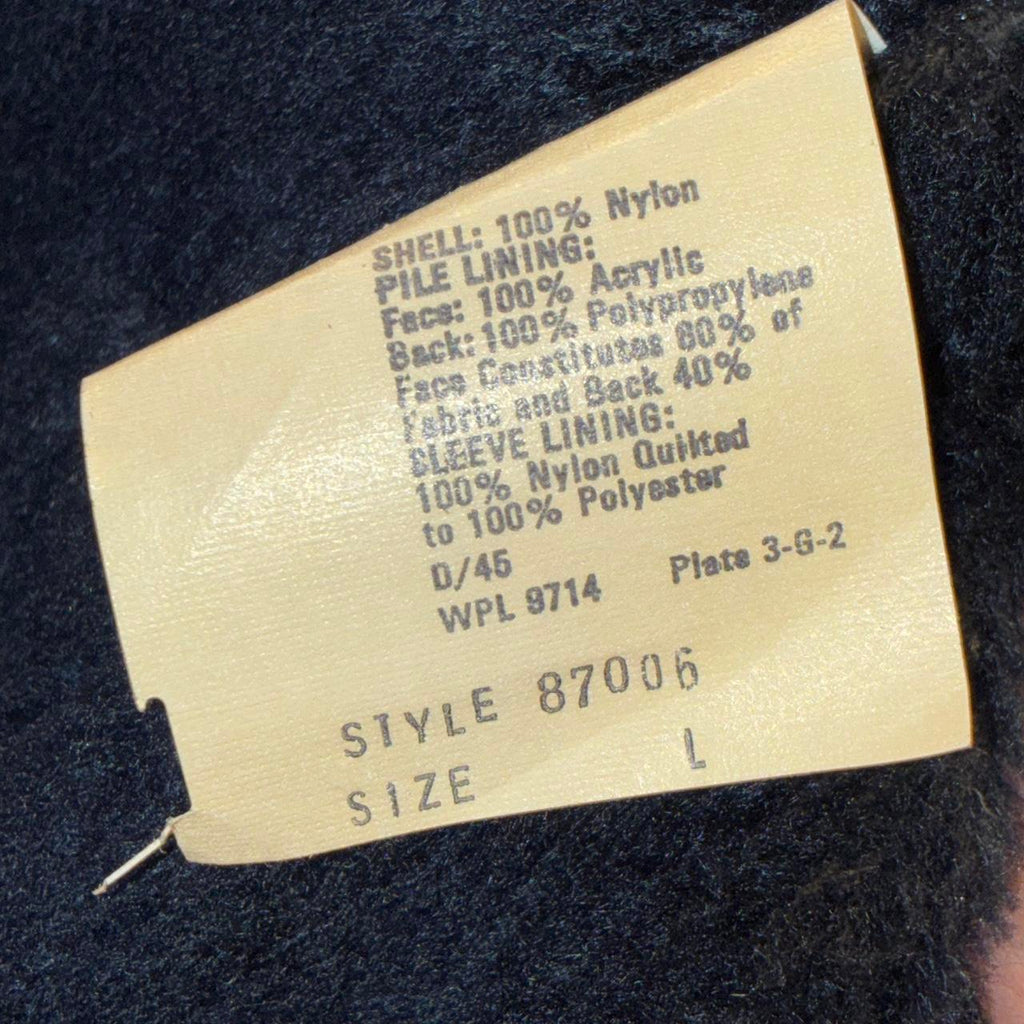 SHELL: 100% Nylon
PILE LINING:
Face: 100% Acrylic
Back: 100% Polypropylene
Face Constitutes 60% of
Fabric and Back 40%
SLEEVE LINING:
100% Nylon Quilted
to 100% Polyester
D/45 Plate 3-G-2
WPL 9714
STYLE 87006
SIZE L